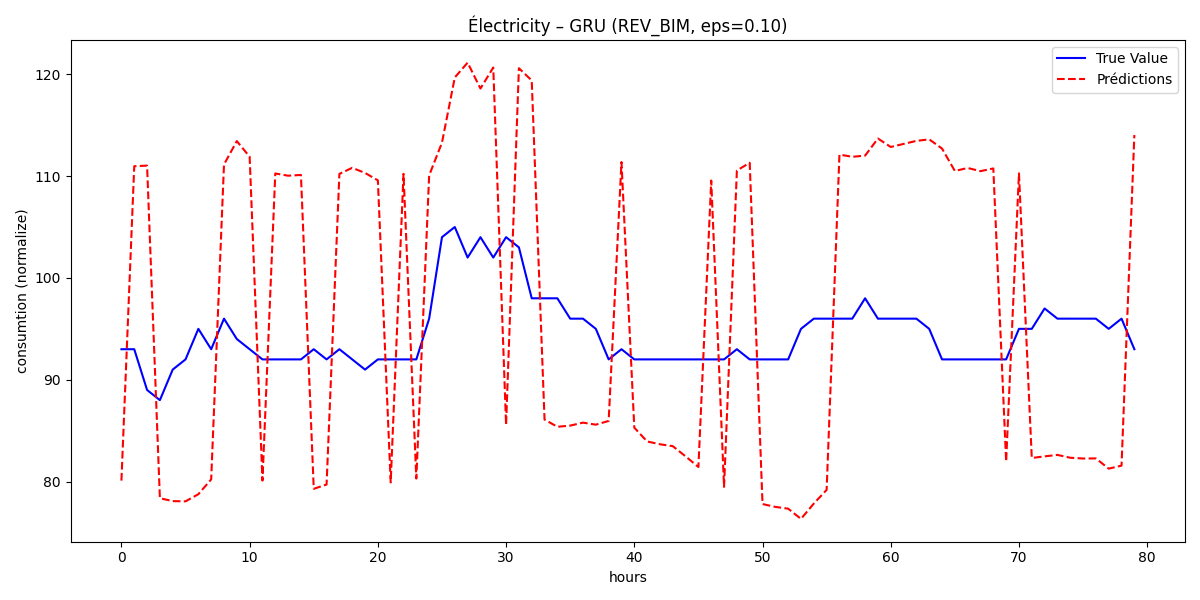 Électricity – GRU (REV_BIM, eps=0.10)
True Value
Prédictions
consumtion (normalize)
120
110
100
90
80
0 10 20 30 40 50 60 70 80
hours